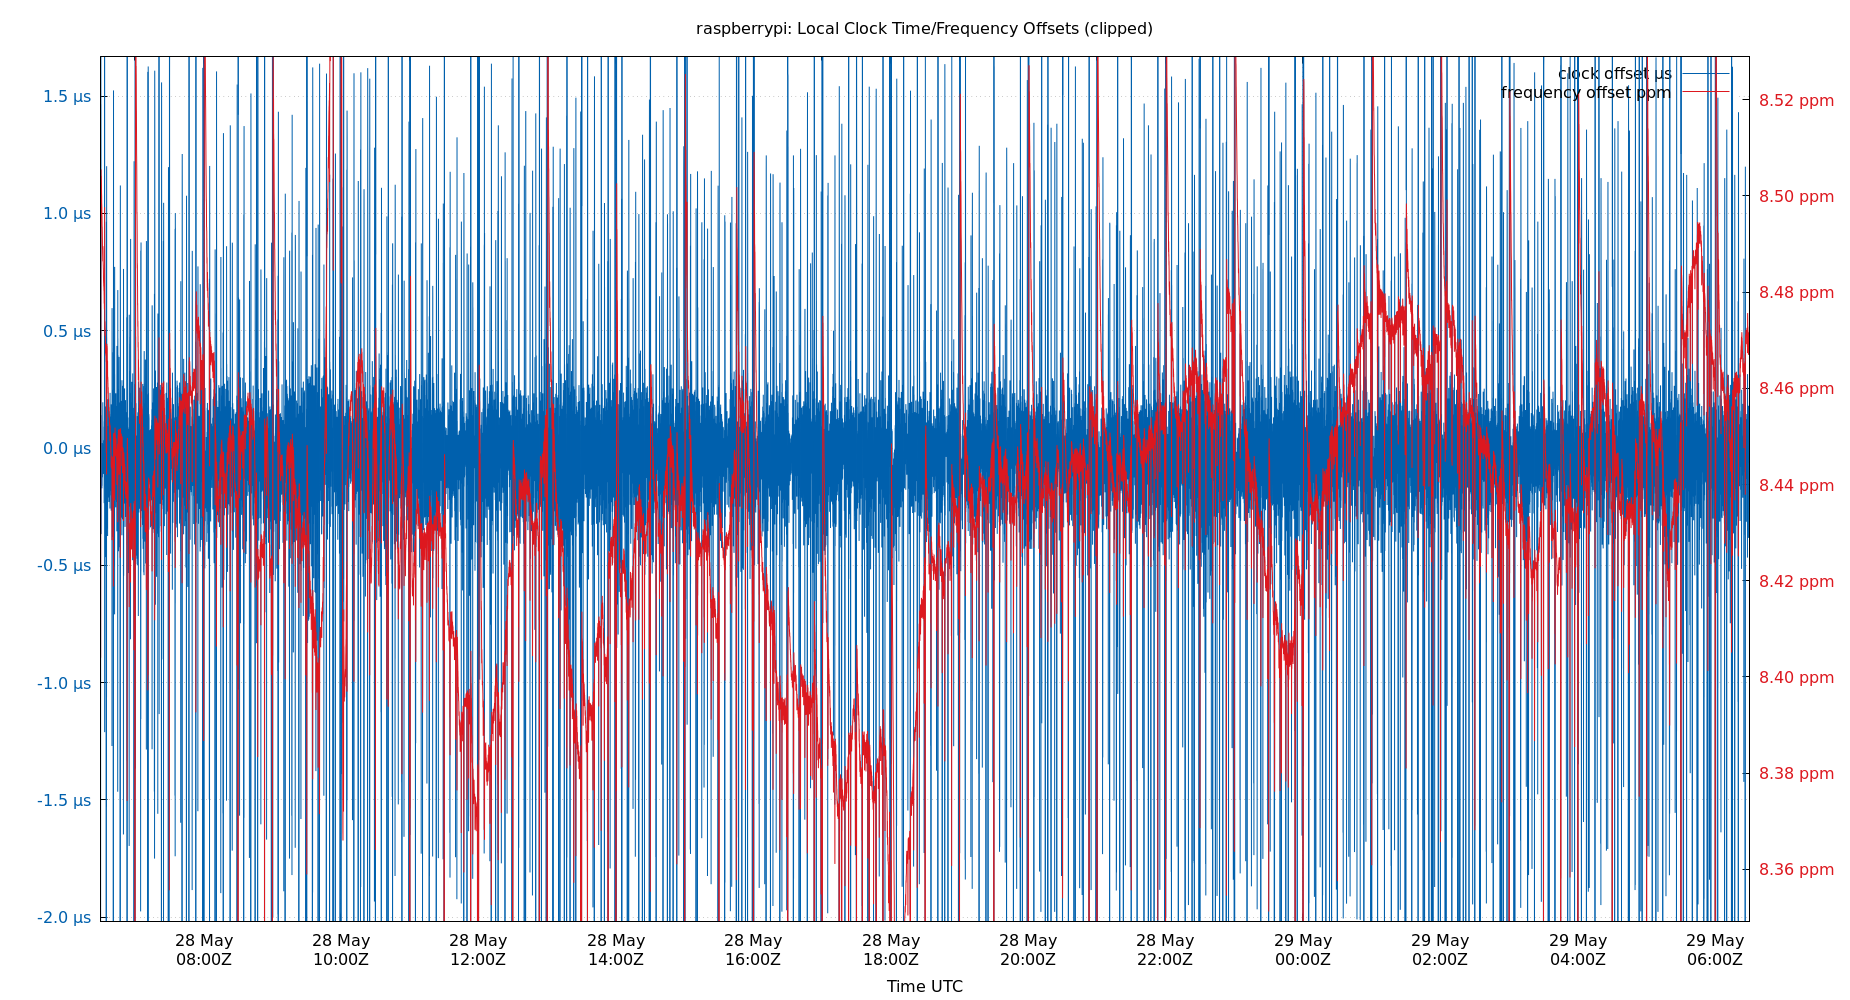 raspberrypi: Local Clock Time/Frequency Offsets (clipped)
clock offset µs
frequency offset ppm
1.5 µs
1.0 µs
0.5 µs
0.0 µs
-0.5 µs
-1.0 µs
-1.5 µs
-2.0 µs
8.52 ppm
8.50 ppm
8.48 ppm
8.46 ppm
8.44 ppm
8.42 ppm
8.40 ppm
8.38 ppm
8.36 ppm
28 May 28 May 28 May 28 May 28 May 28 May 28 May 28 May 29 May 29 May 29 May 29 May
08:00Z 10:00Z 12:00Z 14:00Z 16:00Z 18:00Z 20:00Z 22:00Z 00:00Z 02:00Z 04:00Z 06:00Z
Time UTC